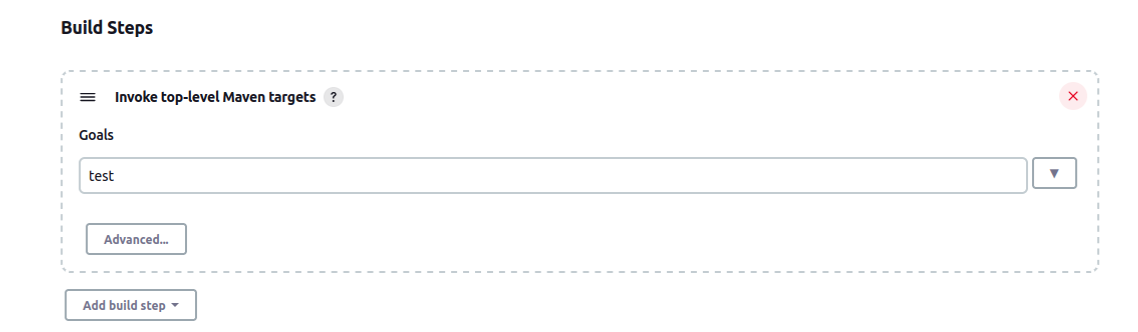 Build Steps
Invoke top-level Maven targets ?
Goals
test
Advanced...
Add build step